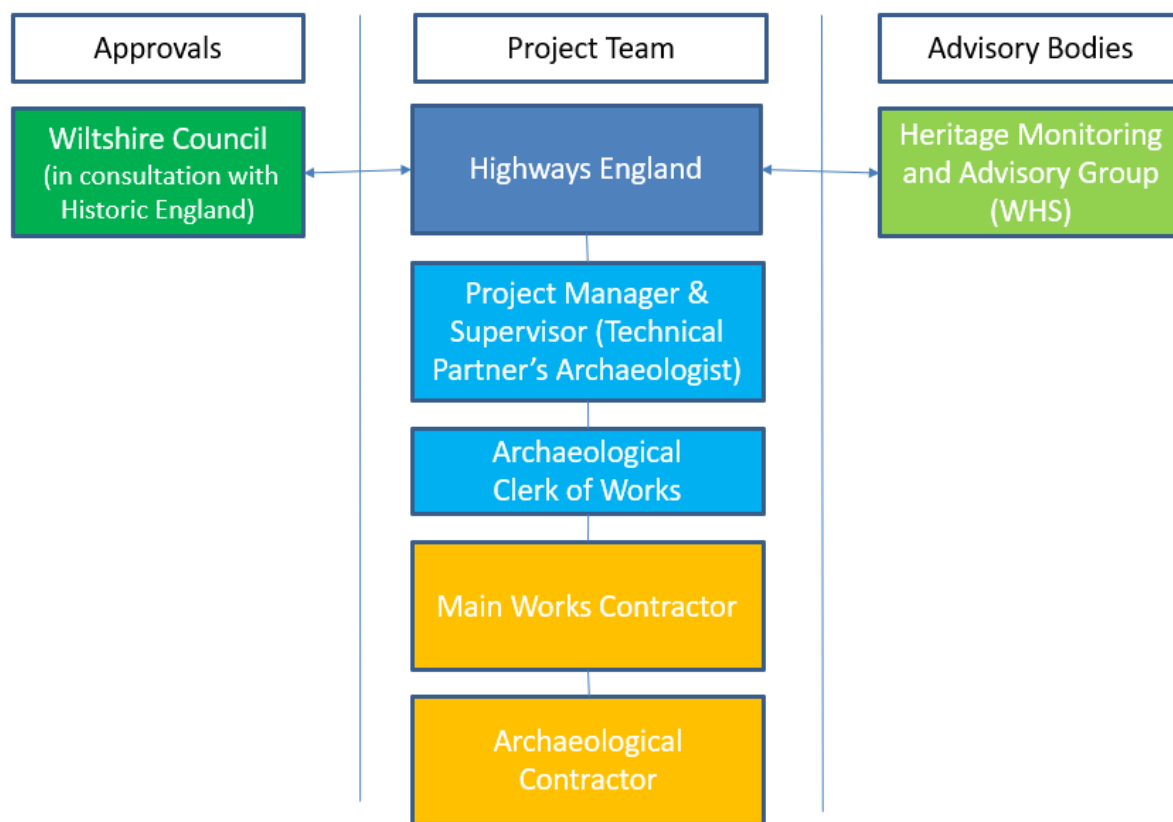 Approvals
Project Team
Advisory Bodies
Wiltshire Council
(in consultation with
Historic England)
Highways England
Heritage Monitoring
and Advisory Group
(WHS)
Project Manager &
Supervisor (Technical
Partner’s Archaeologist)
Archaeological
Clerk of Works
Main Works Contractor
Archaeological
Contractor